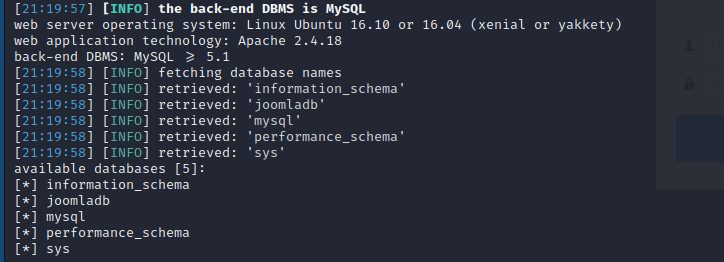 [21:19:57] [INFO] the back-end DBMS is MySQL
web server operating system: Linux Ubuntu 16.10 or 16.04 (xenial or yakkety)
web application technology: Apache 2.4.18
back-end DBMS: MySQL ≥ 5.1
[21:19:58] [INFO] fetching database names
[21:19:58] [INFO] retrieved: 'information_schema'
[21:19:58] [INFO] retrieved: 'joomladb'
[21:19:58] [INFO] retrieved: 'mysql'
[21:19:58] [INFO] retrieved: 'performance_schema'
[21:19:58] [INFO] retrieved: 'sys'
available databases [5]:
[*] information_schema
[*] joomladb
[*] mysql
[*] performance_schema
[*] sys